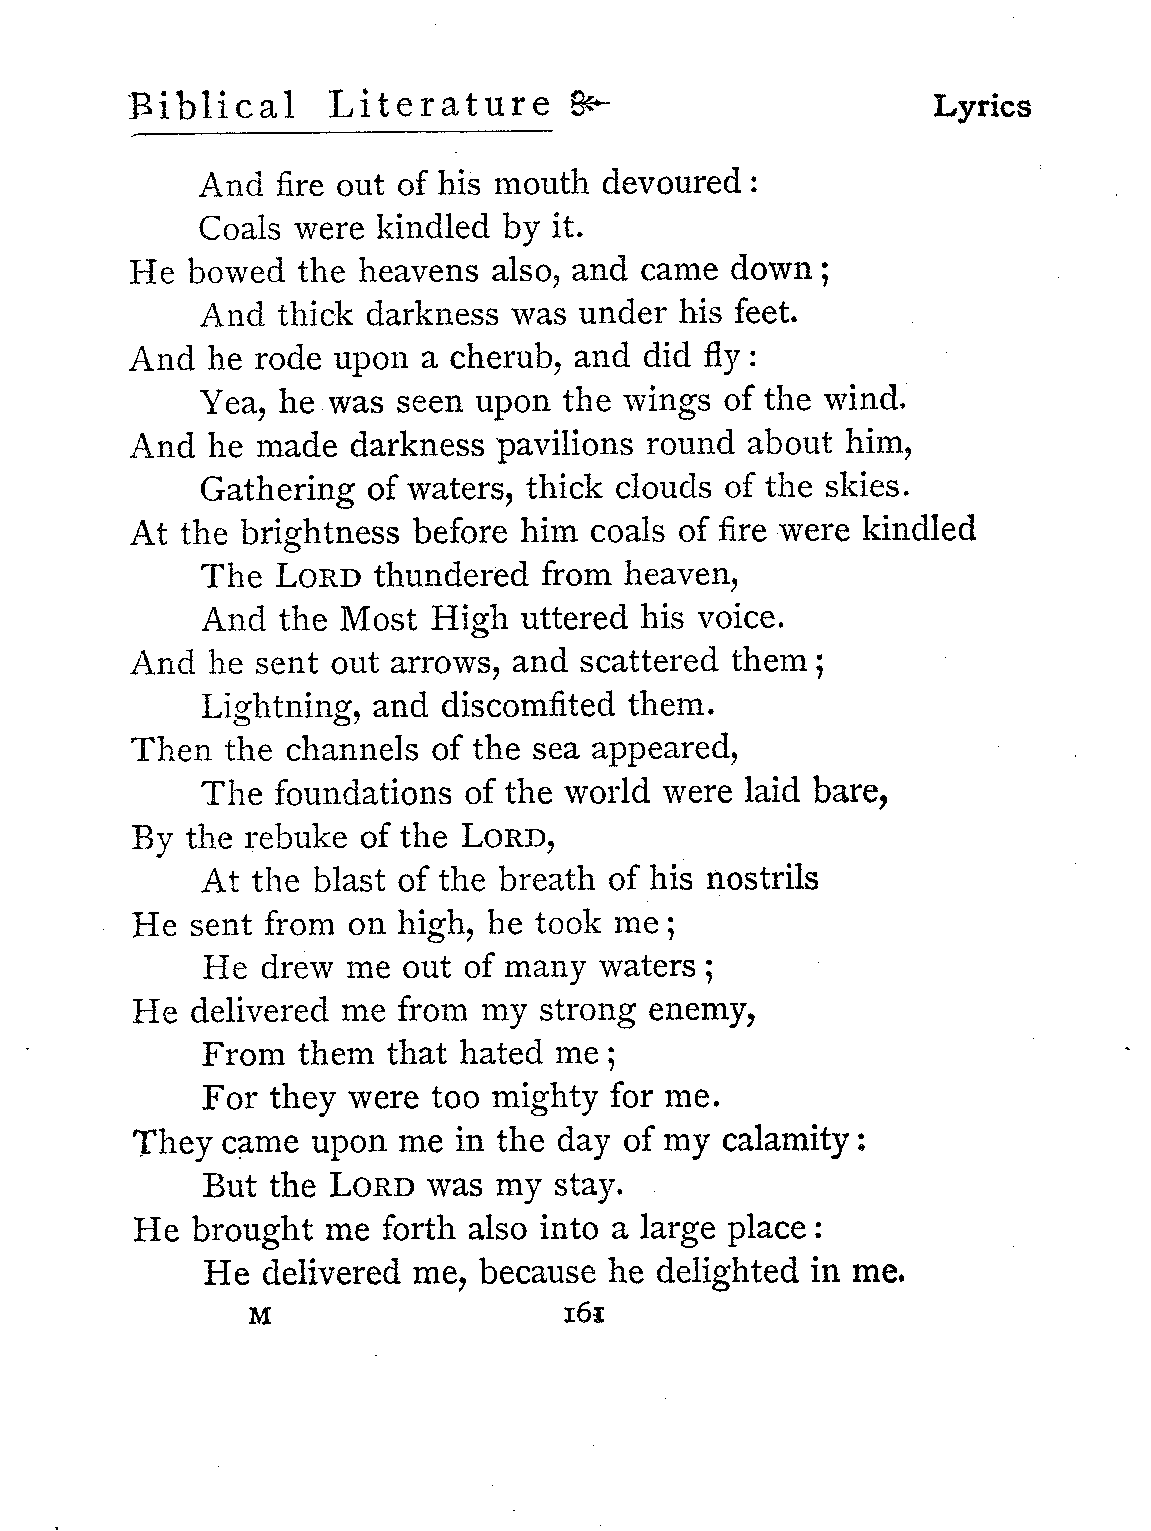 Biblical Literature Lyrics
And fire out of his mouth devoured:
Coals were kindled by it.
He bowed the heavens also, and came down;
And thick darkness was under his feet.
And he rode upon a cherub, and did fly:
Yea, he was seen upon the wings of the wind.
And he made darkness pavilions round about him,
Gathering of waters, thick clouds of the skies.
At the brightness before him coals of fire were kindled
The LORD thundered from heaven,
And the Most High uttered his voice.
And he sent out arrows, and scattered them;
Lightning, and discomfited them.
Then the channels of the sea appeared,
The foundations of the world were laid bare,
By the rebuke of the LORD,
At the blast of the breath of his nostrils
He sent from on high, he took me;
He drew me out of many waters;
He delivered me from my strong enemy,
From them that hated me;
For they were too mighty for me.
They came upon me in the day of my calamity:
But the LORD was my stay.
He brought me forth also into a large place:
He delivered me, because he delighted in me.
M 161